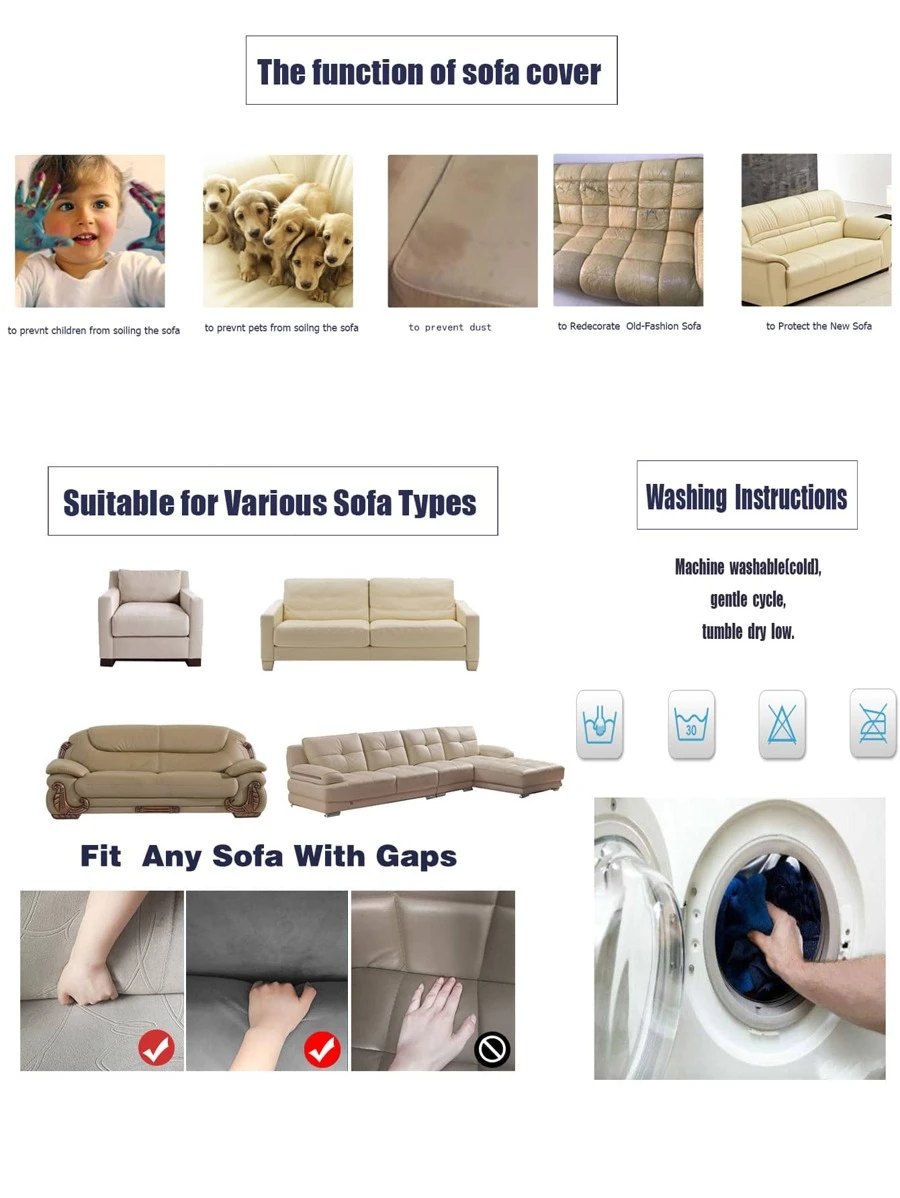 The function of sofa cover
to prevnt children from soiling the sofa
to prevnt pets from soilng the sofa
to prevent dust
to Redecorate Old-Fashion Sofa
to Protect the New Sofa
Suitable for Various Sofa Types
Washing Instructions
Machine washable(cold),
gentle cycle,
tumble dry low.
30
Fit Any Sofa With Gaps